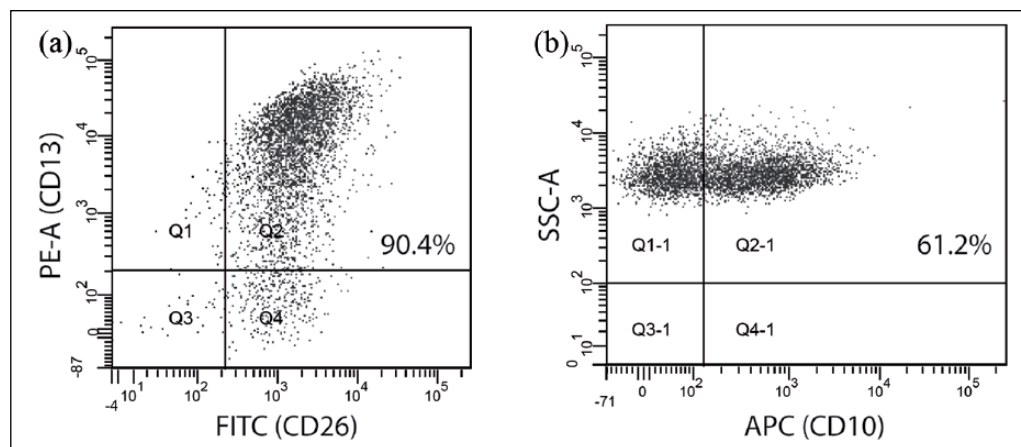 (a)
10^5
10^4
10^3
10^2
0
-87
PE-A (CD13)
Q1
Q2
90.4%
Q3
Q4
-4 10^1 10^2 10^3 10^4 10^5
FITC (CD26)
(b)
10^5
10^4
10^3
10^2
10^1
0
SSC-A
Q1-1
Q2-1
61.2%
Q3-1
Q4-1
-71 0 10^2 10^3 10^4 10^5
APC (CD10)